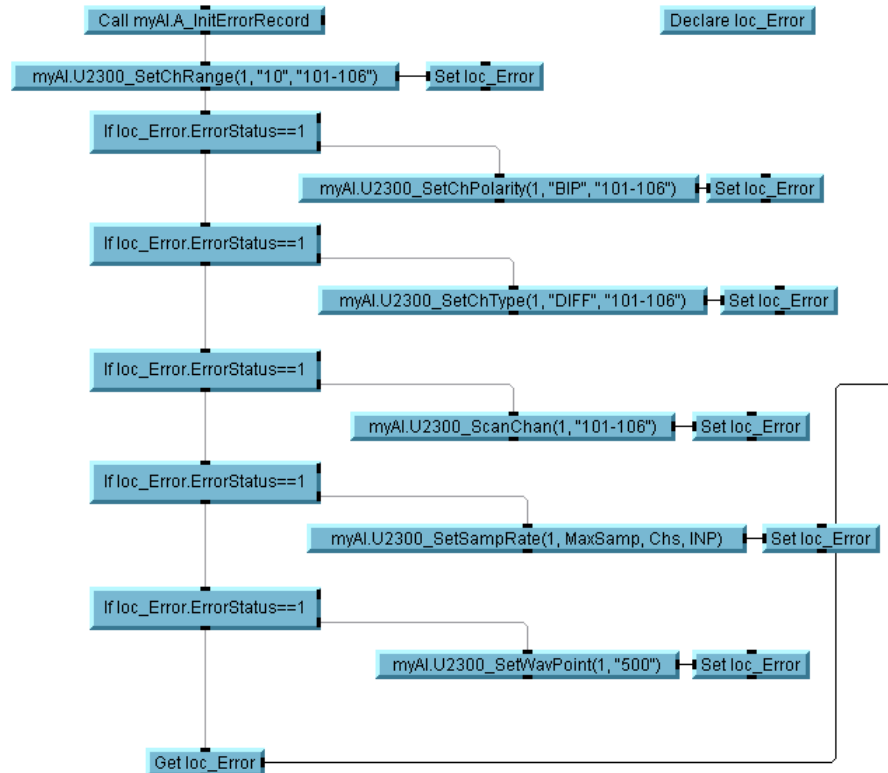 Call myAI.A_InitErrorRecord
Declare loc_Error
myAI.U2300_SetChRange(1, "10", "101-106")
Set loc_Error
If loc_Error.ErrorStatus==1
myAI.U2300_SetChPolarity(1, "BIP", "101-106")
Set loc_Error
If loc_Error.ErrorStatus==1
myAI.U2300_SetChType(1, "DIFF", "101-106")
Set loc_Error
If loc_Error.ErrorStatus==1
myAI.U2300_ScanChan(1, "101-106")
Set loc_Error
If loc_Error.ErrorStatus==1
myAI.U2300_SetSampRate(1, MaxSamp, Chs, INP)
Set loc_Error
If loc_Error.ErrorStatus==1
myAI.U2300_SetWavPoint(1, "500")
Set loc_Error
Get loc_Error